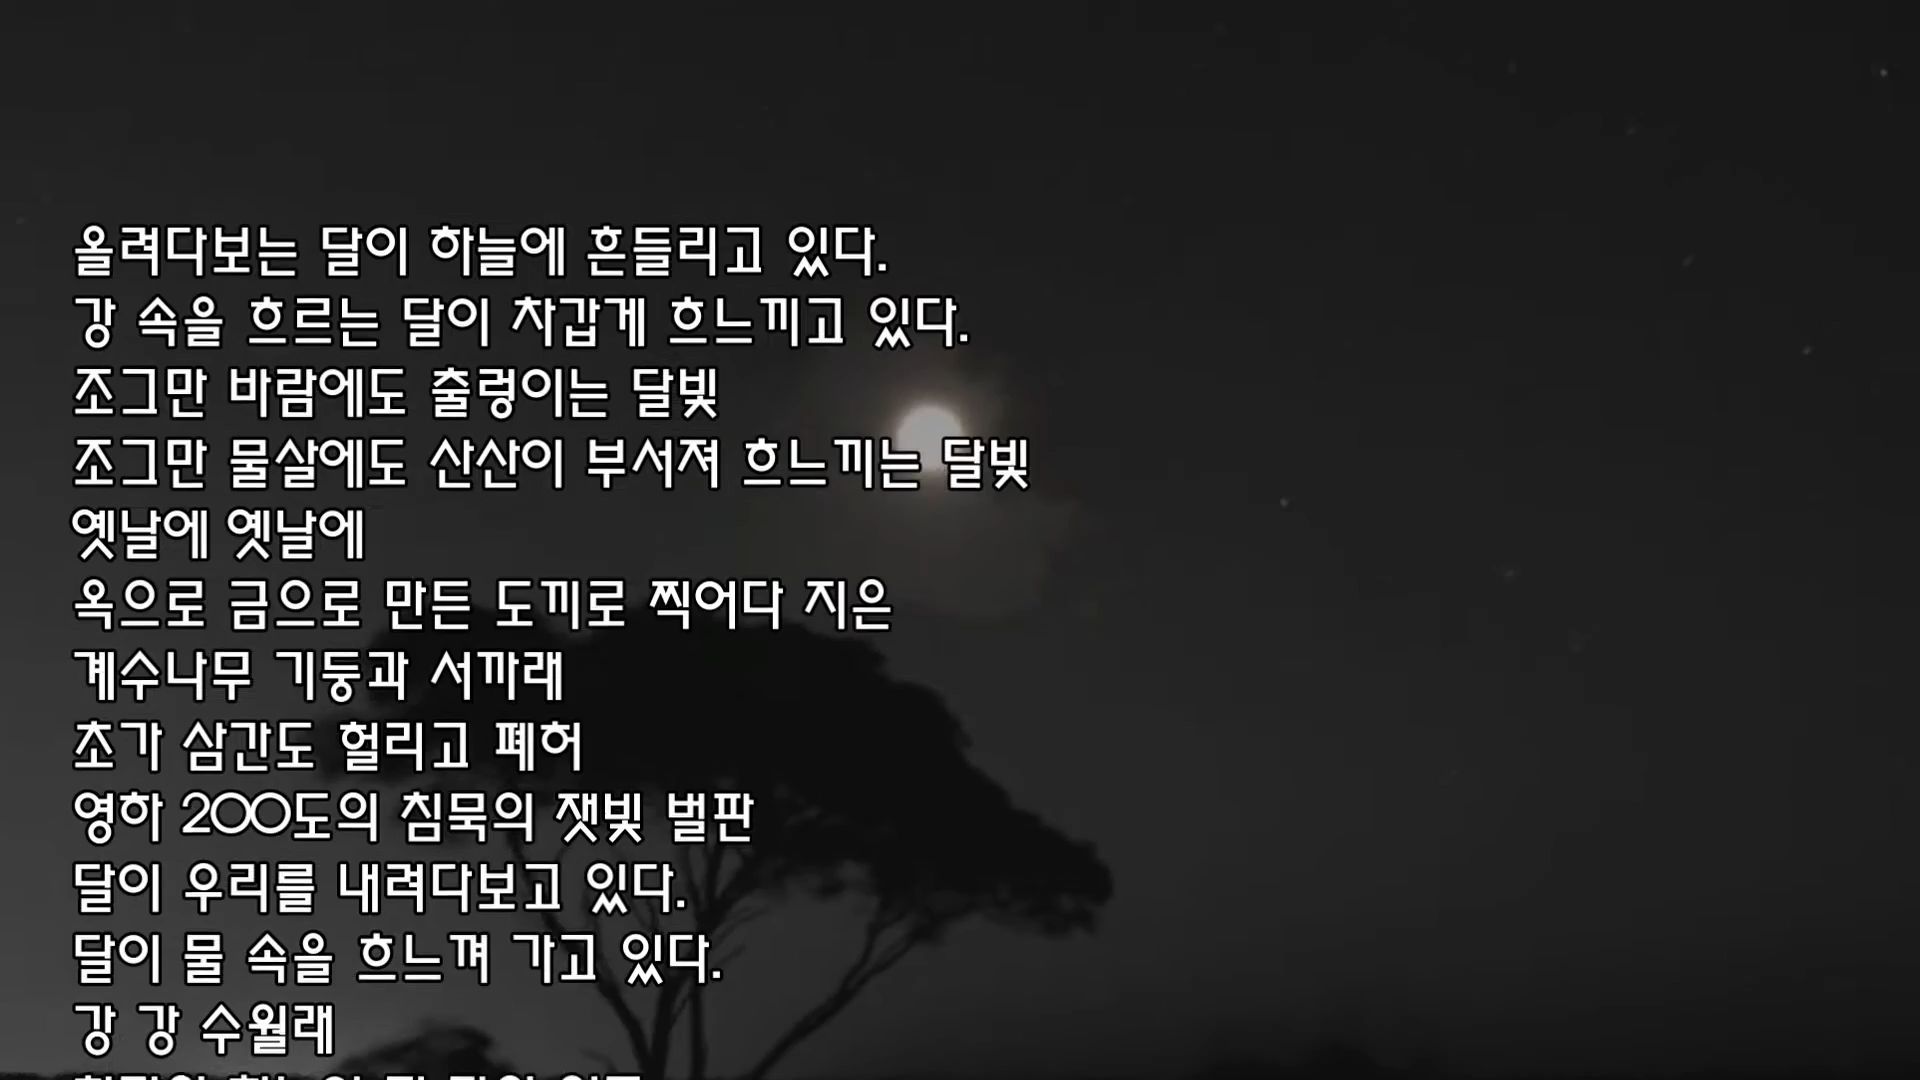 올려다보는 달이 하늘에 흔들리고 있다.
강 속을 흐르는 달이 차갑게 흐느끼고 있다.
조그만 바람에도 출렁이는 달빛
조그만 물살에도 산산이 부서져 흐느끼는 달빛
옛날에 옛날에
옥으로 금으로 만든 도끼로 찍어다 지은
계수나무 기둥과 서까래
초가 삼간도 헐리고 폐허
영하 200도의 침묵의 잿빛 벌판
달이 우리를 내려다보고 있다.
달이 물 속을 흐느껴 가고 있다.
강 강 수월래